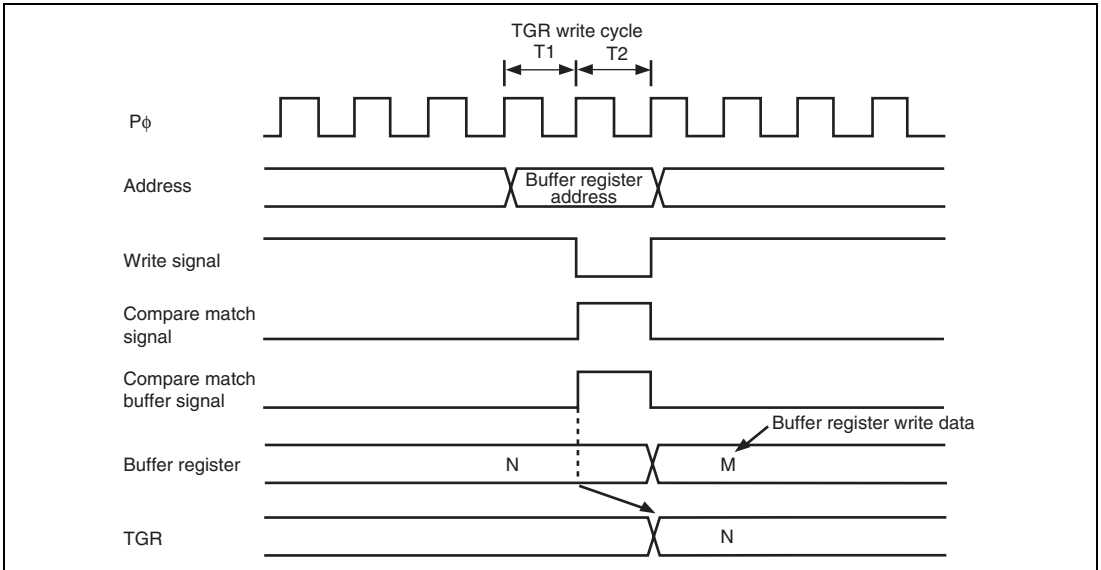 TGR write cycle
T1 T2
Pϕ
Address
Buffer register
address
Write signal
Compare match
signal
Compare match
buffer signal
Buffer register write data
Buffer register N M
TGR N